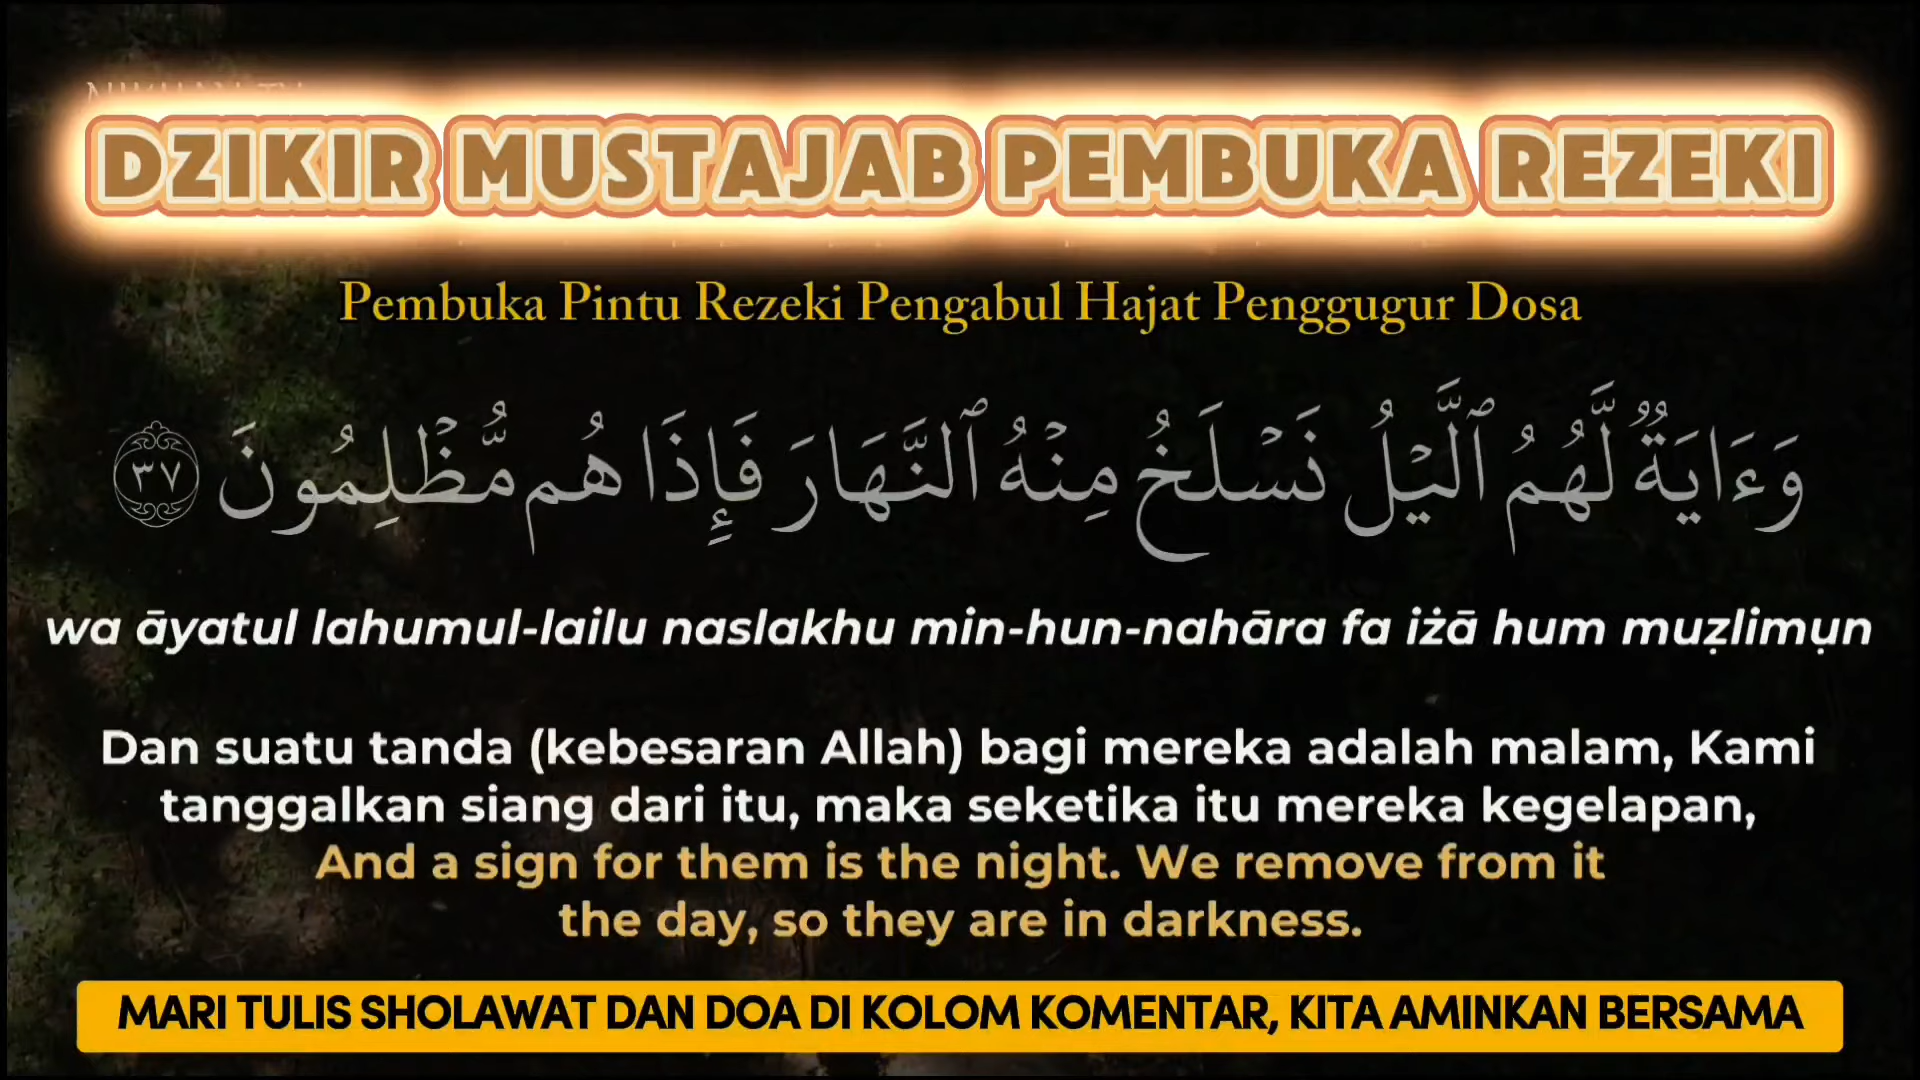 DZIKIR MUSTAJAB PEMBUKA REZEKI
Pembuka Pintu Rezeki Pengabul Hajat Penggugur Dosa
وَءَايَةٌۭ لَّهُمُ ٱلَّيْلُ نَسْلَخُ مِنْهُ ٱلنَّهَارَ فَإِذَا هُم مُّظْلِمُونَ ٣٧
wa āyatul lahumul-lailu naslakhu min-hun-nahāra fa iżā hum muẓlimụn
Dan suatu tanda (kebesaran Allah) bagi mereka adalah malam, Kami
tanggalkan siang dari itu, maka seketika itu mereka kegelapan,
And a sign for them is the night. We remove from it
the day, so they are in darkness.
MARI TULIS SHOLAWAT DAN DOA DI KOLOM KOMENTAR, KITA AMINKAN BERSAMA